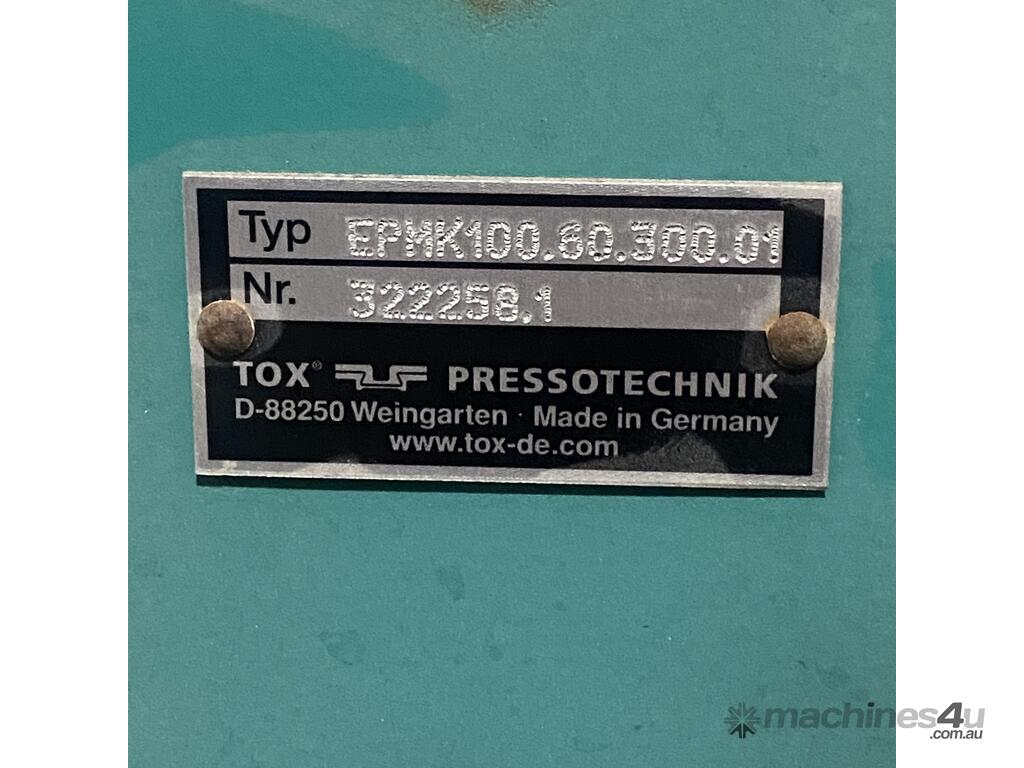 Typ EPMK100.60.300.01
Nr. 322258.1
TOX® PRESSOTECHNIK
D-88250 Weingarten · Made in Germany
www.tox-de.com
machines4u
.com.au